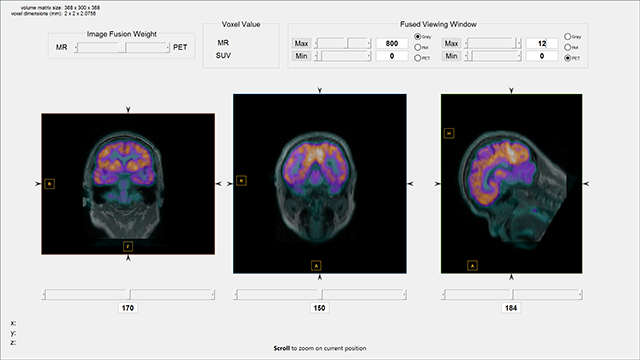 volume matrix size: 368 x 300 x 368
voxel dimensions (mm): 2 x 2 x 2.0756
Image Fusion Weight
MR PET
Voxel Value
MR
SUV
Fused Viewing Window
Max 800 Gray Max 12 Gray
Hot Hot
Min 0 PET Min 0 PET
H
R H
F A A
170 150 184
x:
y:
z:
Scroll to zoom on current position